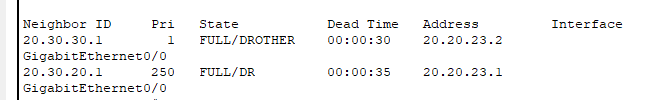 Neighbor ID Pri State Dead Time Address Interface
20.30.30.1 1 FULL/DROTHER 00:00:30 20.20.23.2
GigabitEthernet0/0
20.30.20.1 250 FULL/DR 00:00:35 20.20.23.1
GigabitEthernet0/0